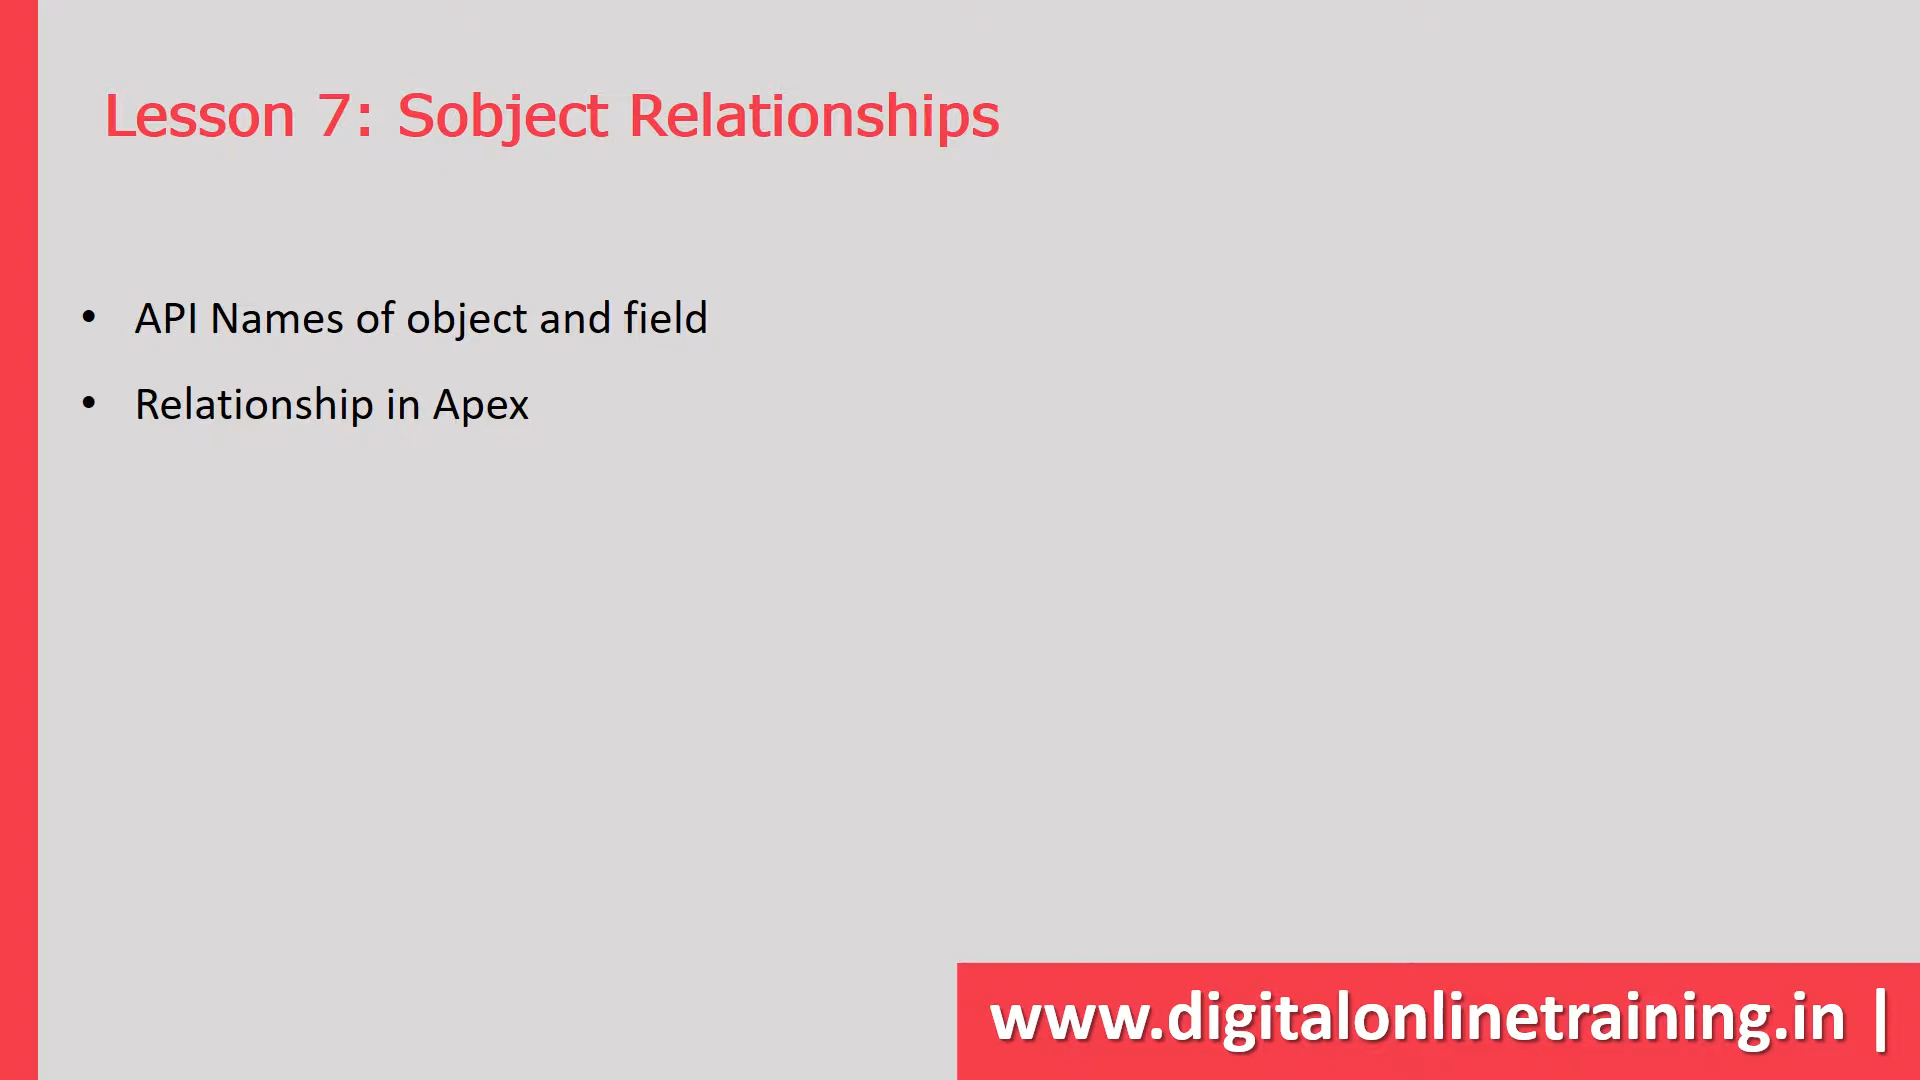 Lesson 7: Sobject Relationships
• API Names of object and field
• Relationship in Apex
www.digitalonlinetraining.in |